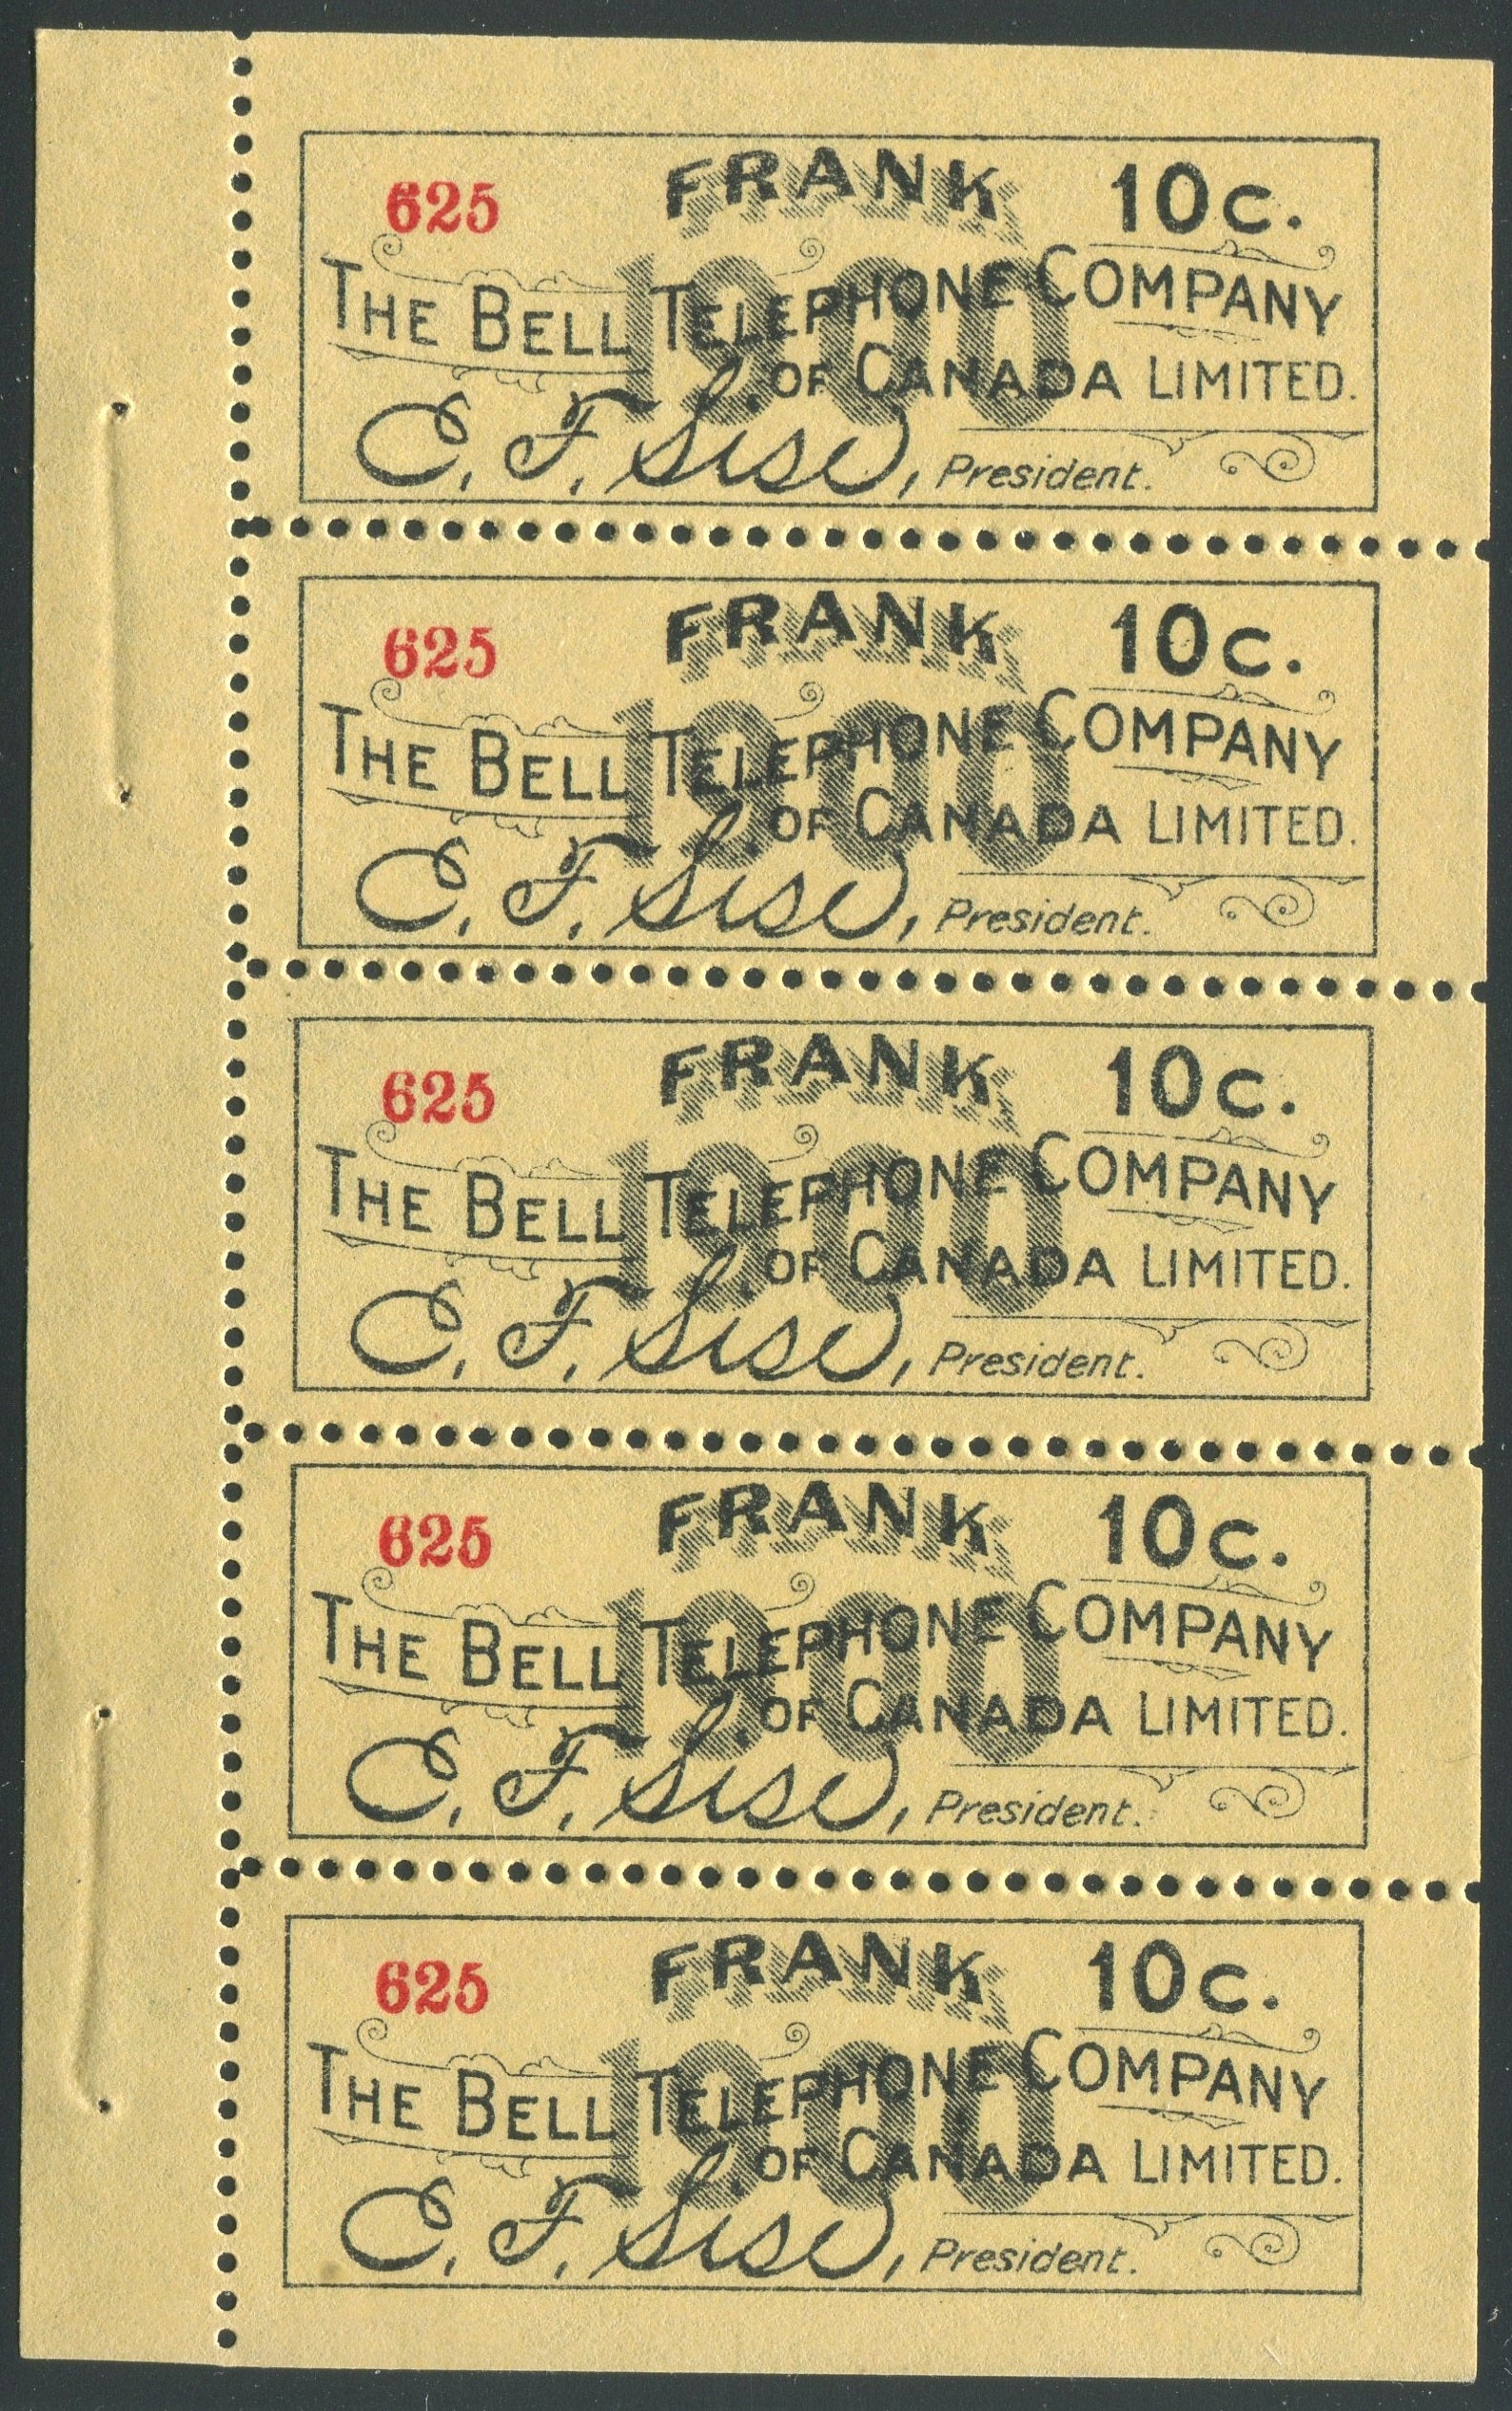 625 FRANK 10c.
1900
THE BELL TELEPHONE COMPANY
OF CANADA LIMITED.
C. F. Sise, President.
625 FRANK 10c.
1900
THE BELL TELEPHONE COMPANY
OF CANADA LIMITED.
C. F. Sise, President.
625 FRANK 10c.
1900
THE BELL TELEPHONE COMPANY
OF CANADA LIMITED.
C. F. Sise, President.
625 FRANK 10c.
1900
THE BELL TELEPHONE COMPANY
OF CANADA LIMITED.
C. F. Sise, President.
625 FRANK 10c.
1900
THE BELL TELEPHONE COMPANY
OF CANADA LIMITED.
C. F. Sise, President.